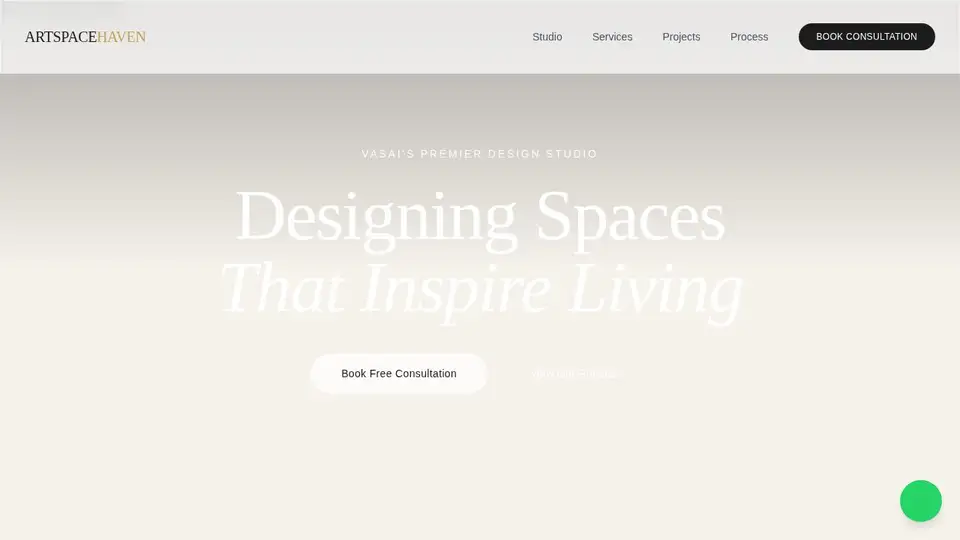 ARTSPACEHAVEN
Studio
Services
Projects
Process
BOOK CONSULTATION
VASAI'S PREMIER DESIGN STUDIO
Designing Spaces
That Inspire Living
Book Free Consultation